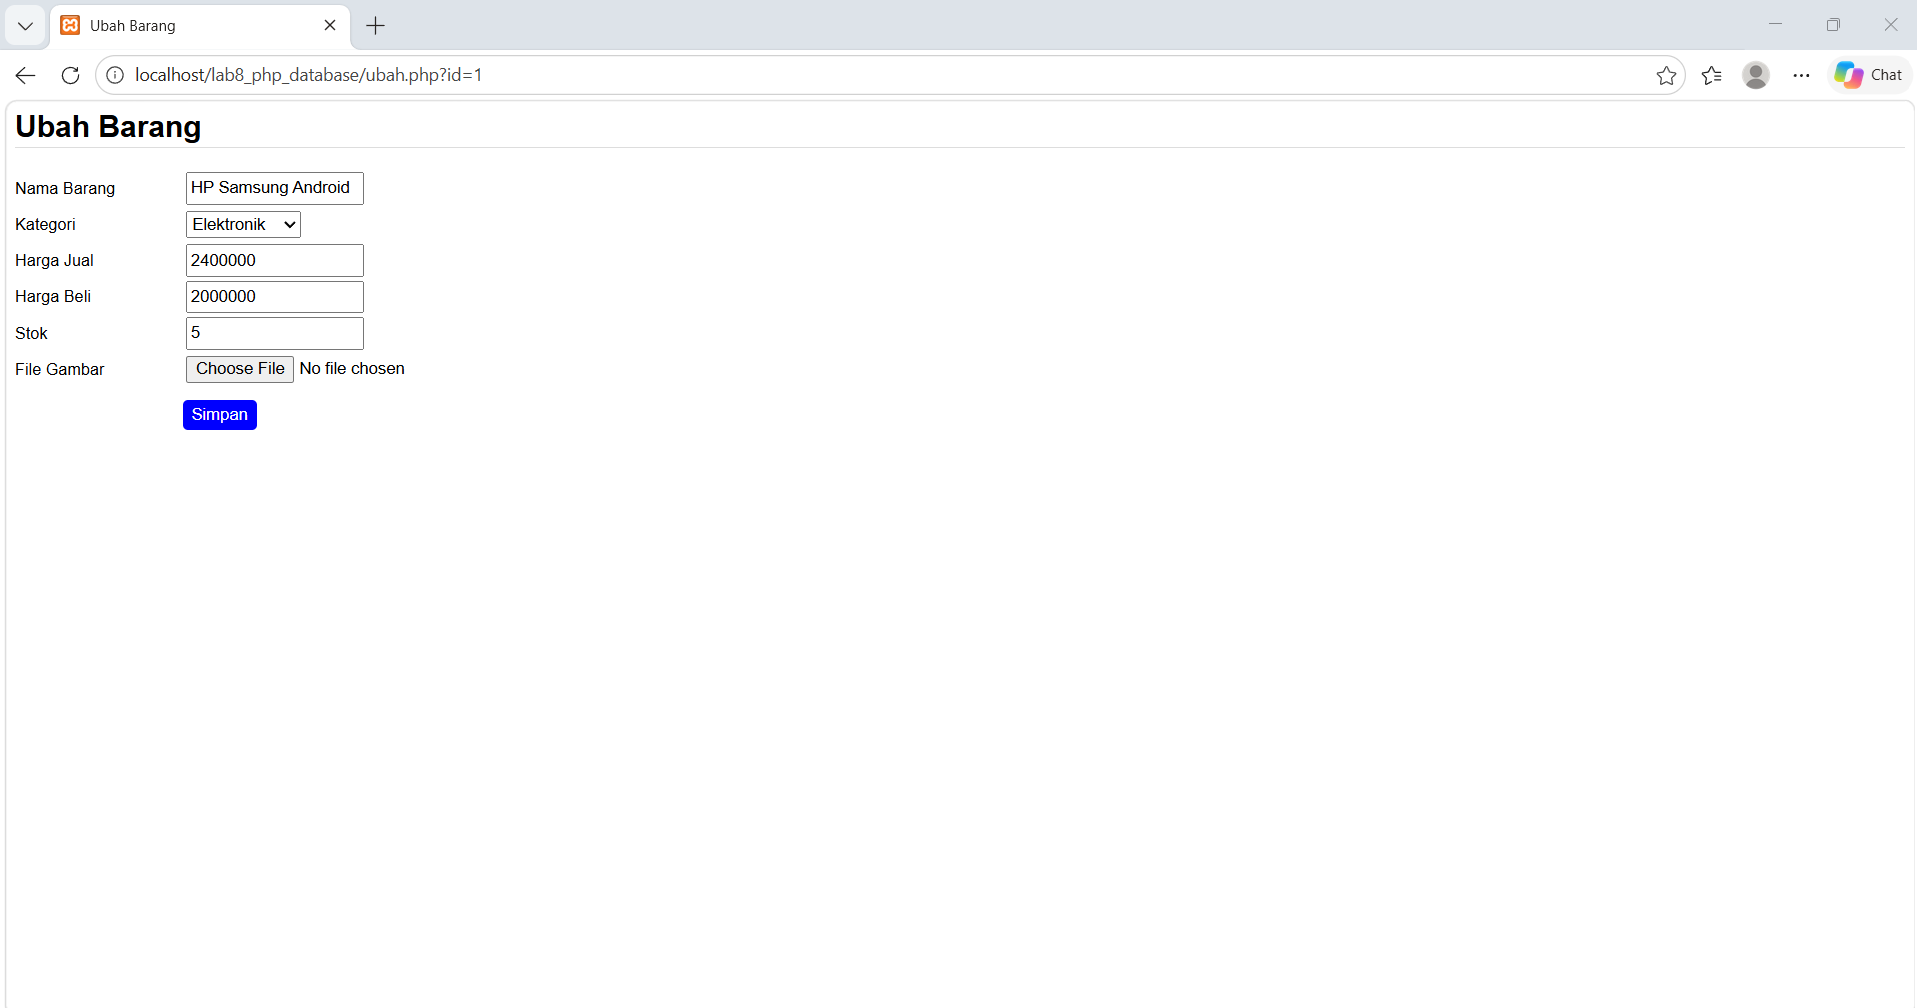 Ubah Barang
localhost/lab8_php_database/ubah.php?id=1
Chat
Ubah Barang
Nama Barang HP Samsung Android
Kategori Elektronik
Harga Jual 2400000
Harga Beli 2000000
Stok 5
File Gambar Choose File No file chosen
Simpan